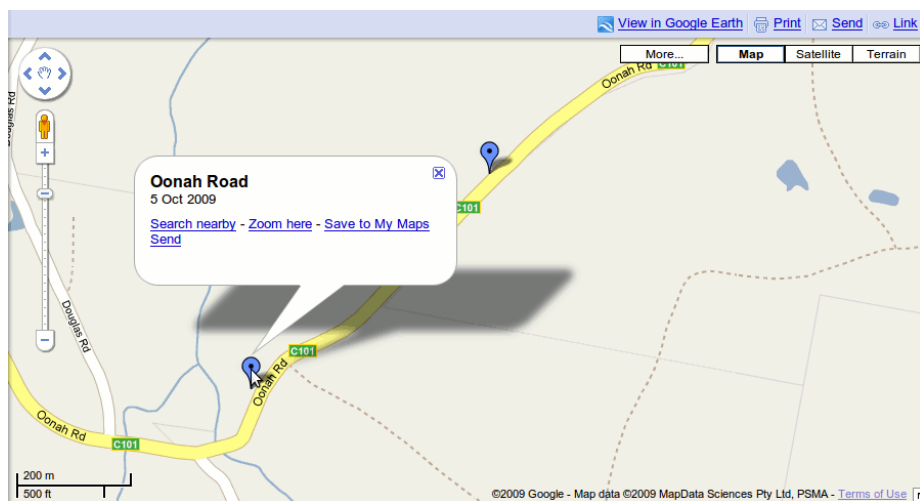 View in Google Earth Print Send Link
More... Map Satellite Terrain
Oonah Rd
C101
Douglas Rd
Oonah Road
5 Oct 2009
Search nearby - Zoom here - Save to My Maps
Send
C101
Douglas Rd
C101
Oonah Rd
Oonah Rd
C101
200 m
500 ft
©2009 Google - Map data ©2009 MapData Sciences Pty Ltd, PSMA - Terms of Use